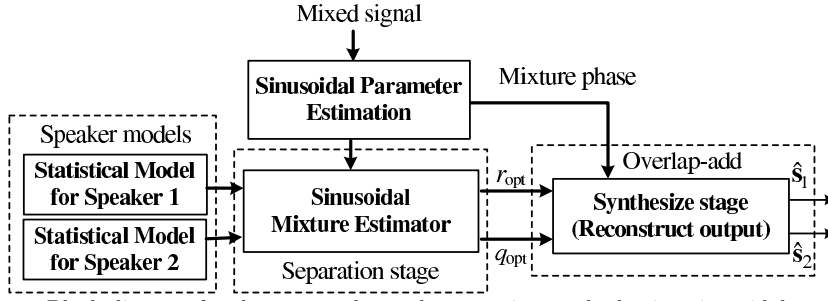 Mixed signal
Sinusoidal Parameter
Estimation
Mixture phase
Speaker models
Statistical Model
for Speaker 1
Statistical Model
for Speaker 2
Sinusoidal
Mixture Estimator
Separation stage
r_opt
q_opt
Overlap-add
Synthesize stage
(Reconstruct output)
ŝ_1
ŝ_2